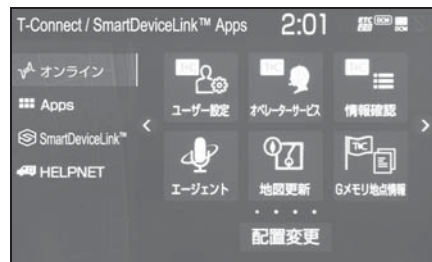 T-Connect / SmartDeviceLink™ Apps 2:01
オンライン
Apps
SmartDeviceLink™
HELPNET
ユーザー設定
オペレーターサービス
情報確認
エージェント
地図更新
Gメモリ地点情報
配置変更